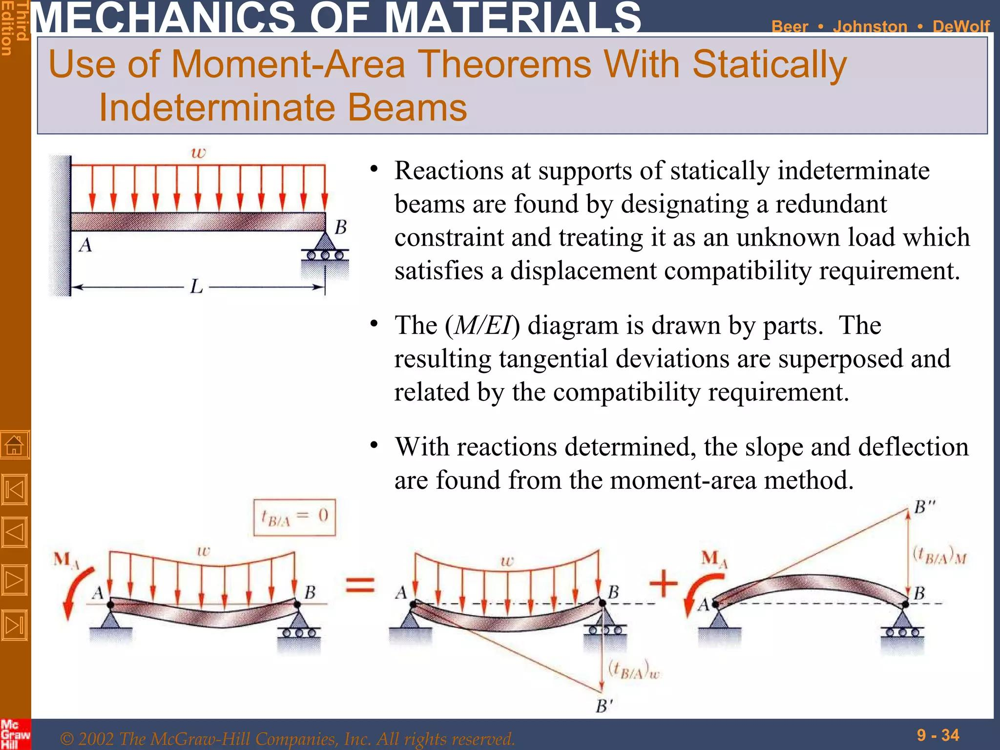 Third
Edition
MECHANICS OF MATERIALS
Beer • Johnston • DeWolf
Use of Moment-Area Theorems With Statically
Indeterminate Beams
w
A
B
L
• Reactions at supports of statically indeterminate
beams are found by designating a redundant
constraint and treating it as an unknown load which
satisfies a displacement compatibility requirement.
• The (M/EI) diagram is drawn by parts. The
resulting tangential deviations are superposed and
related by the compatibility requirement.
• With reactions determined, the slope and deflection
are found from the moment-area method.
t_{B/A} = 0
M_A
w
A
B
=
w
A
B
(t_{B/A})_w
B'
+
M_A
A
B
B''
(t_{B/A})_M
Mc
Graw
Hill
© 2002 The McGraw-Hill Companies, Inc. All rights reserved.
9 - 34